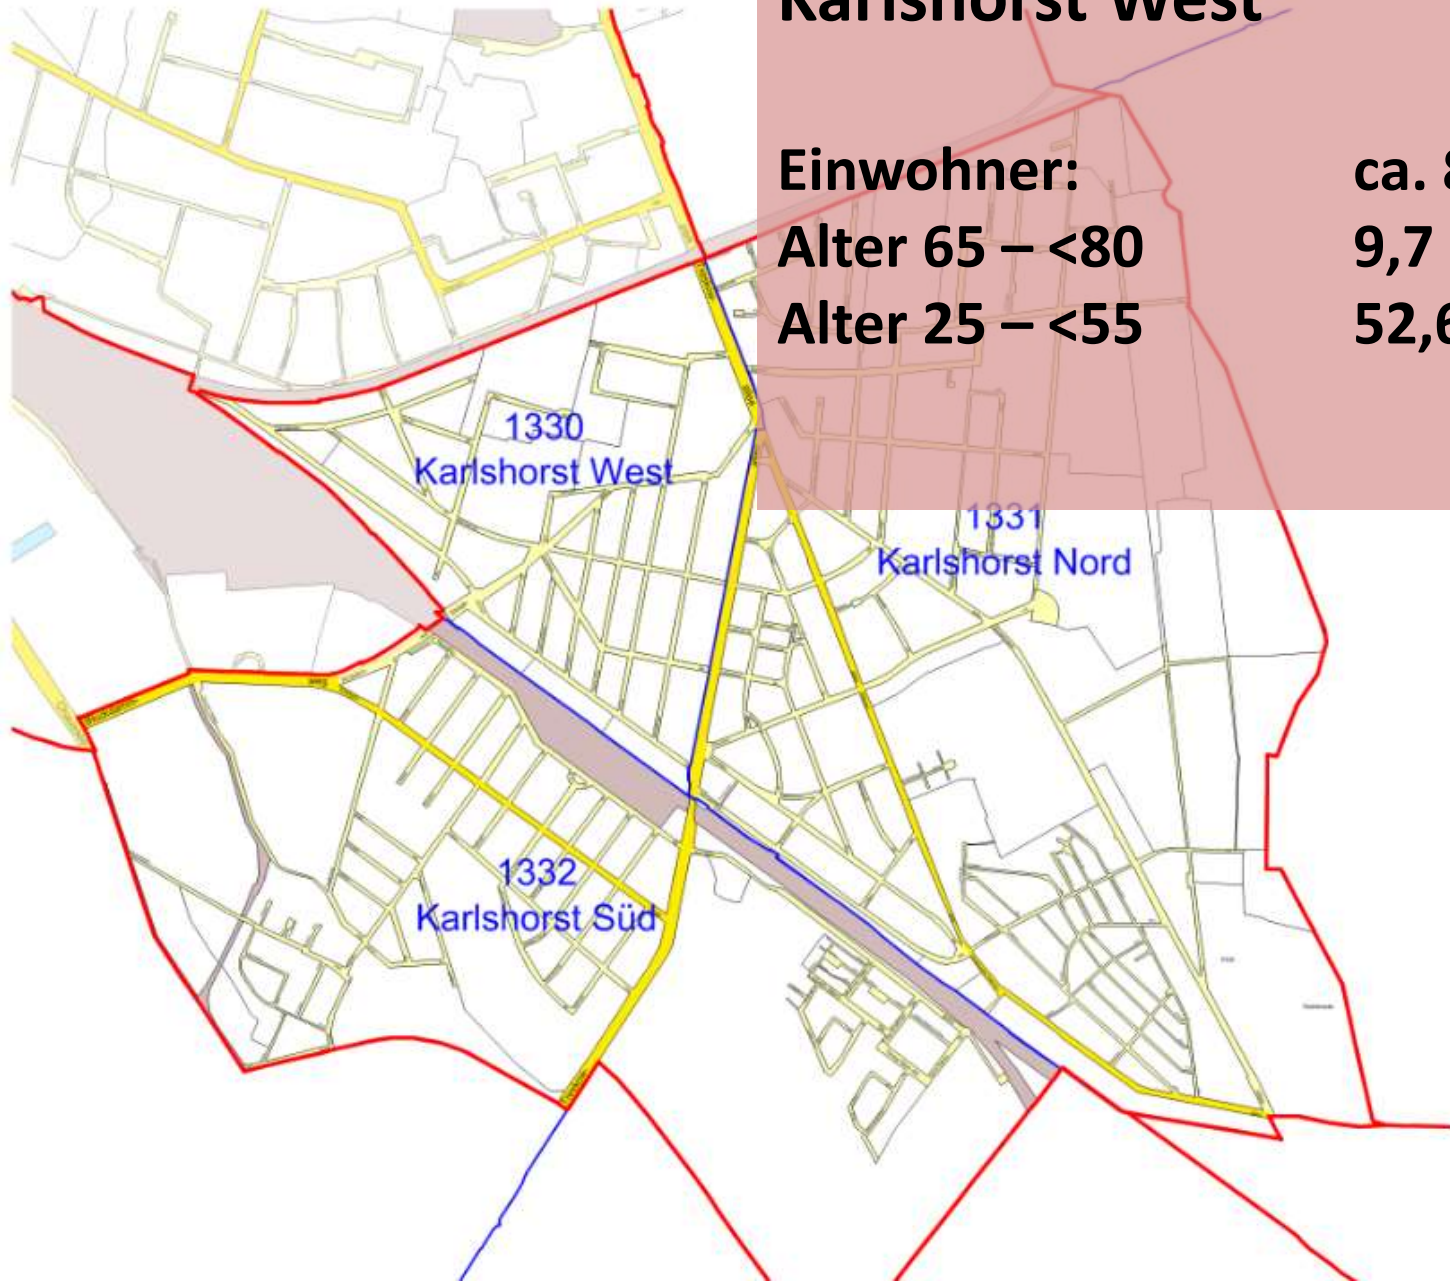 Karlshorst West
Einwohner: ca. 8
Alter 65 – <80 9,7
Alter 25 – <55 52,6
1330
Karlshorst West
1331
Karlshorst Nord
1332
Karlshorst Süd